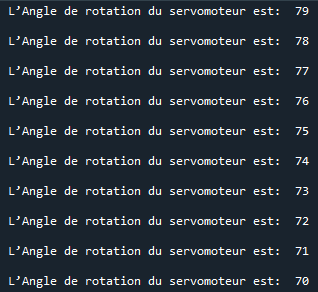 L’Angle de rotation du servomoteur est:  79
L’Angle de rotation du servomoteur est:  78
L’Angle de rotation du servomoteur est:  77
L’Angle de rotation du servomoteur est:  76
L’Angle de rotation du servomoteur est:  75
L’Angle de rotation du servomoteur est:  74
L’Angle de rotation du servomoteur est:  73
L’Angle de rotation du servomoteur est:  72
L’Angle de rotation du servomoteur est:  71
L’Angle de rotation du servomoteur est:  70